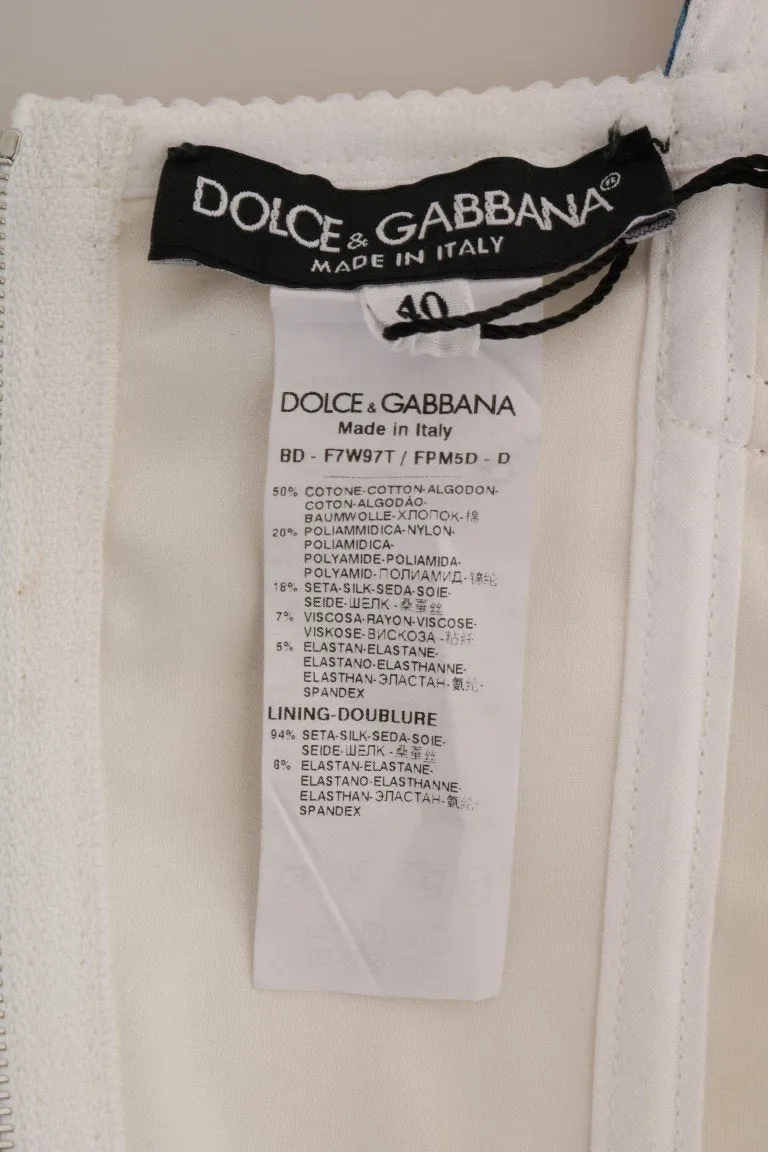 DOLCE & GABBANA®
MADE IN ITALY
40
DOLCE & GABBANA
Made in Italy
BD - F7W97T / FPM5D - D
50% COTONE-COTTON-ALGODON-
COTON-ALGODÃO-
BAUMWOLLE-ХЛОПОК-棉
20% POLIAMMIDICA-NYLON-
POLIAMIDICA-
POLYAMIDE-POLIAMIDA-
POLYAMID-ПОЛИАМИД-锦纶
18% SETA-SILK-SEDA-SOIE-
SEIDE-ШЕЛК-桑蚕丝
7% VISCOSA-RAYON-VISCOSE-
VISKOSE-ВИСКОЗА-粘纤
5% ELASTAN-ELASTANE-
ELASTANO-ELASTHANNE-
ELASTHAN-ЭЛАСТАН-氨纶-
SPANDEX
LINING-DOUBLURE
94% SETA-SILK-SEDA-SOIE-
SEIDE-ШЕЛК-桑蚕丝
6% ELASTAN-ELASTANE-
ELASTANO-ELASTHANNE-
ELASTHAN-ЭЛАСТАН-氨纶-
SPANDEX